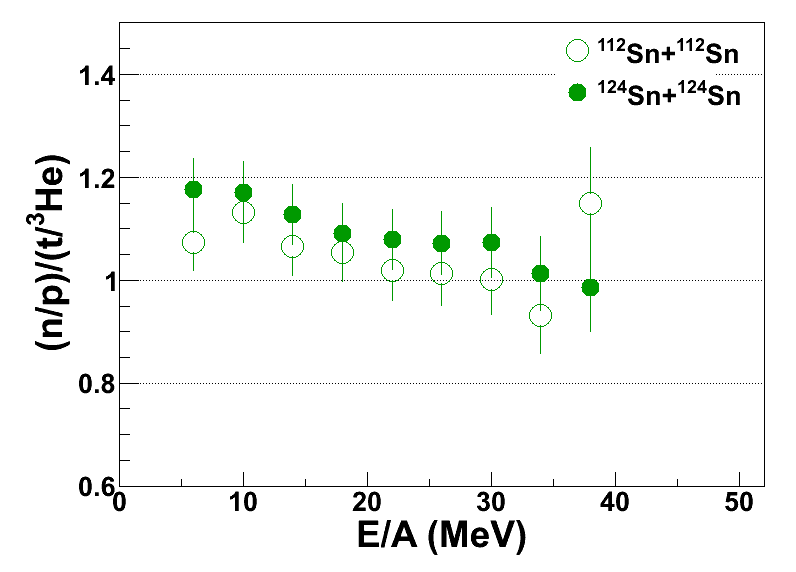 ¹¹²Sn+¹¹²Sn
¹²⁴Sn+¹²⁴Sn
(n/p)/(t/³He)
1.4
1.2
1
0.8
0.6
0 10 20 30 40 50
E/A (MeV)